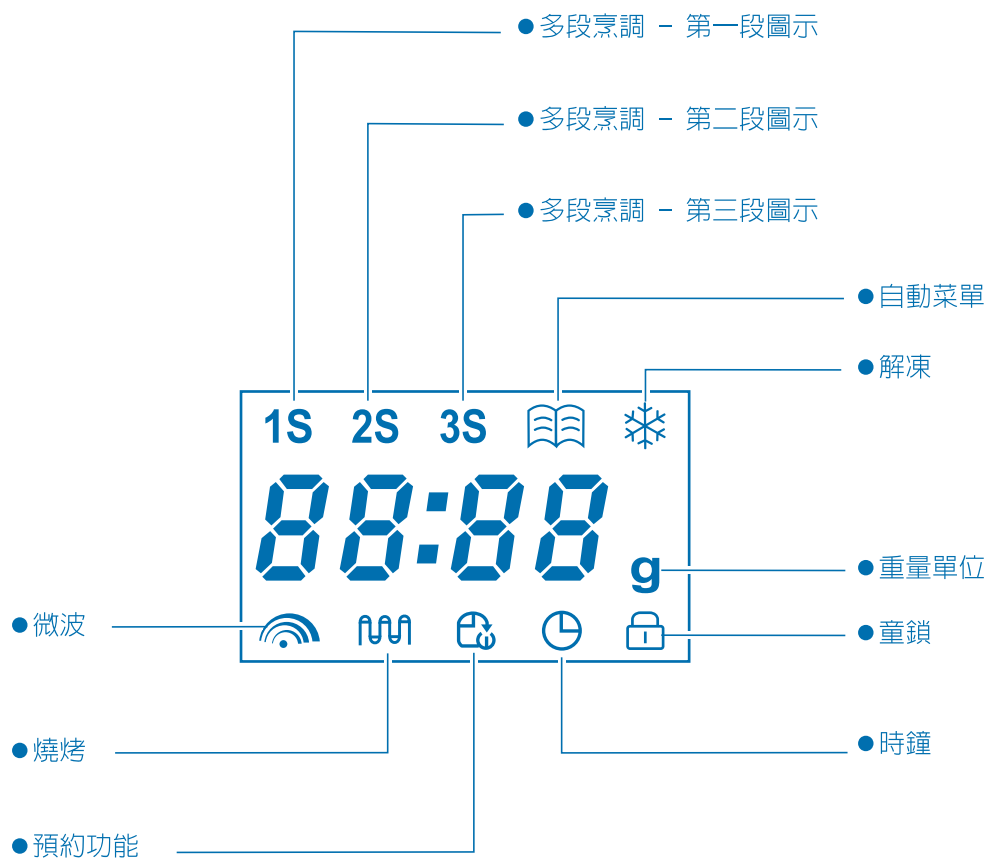 多段烹調 － 第一段圖示
多段烹調 － 第二段圖示
多段烹調 － 第三段圖示
自動菜單
解凍
1S 2S 3S
88:88
g
重量單位
微波
童鎖
燒烤
時鐘
預約功能